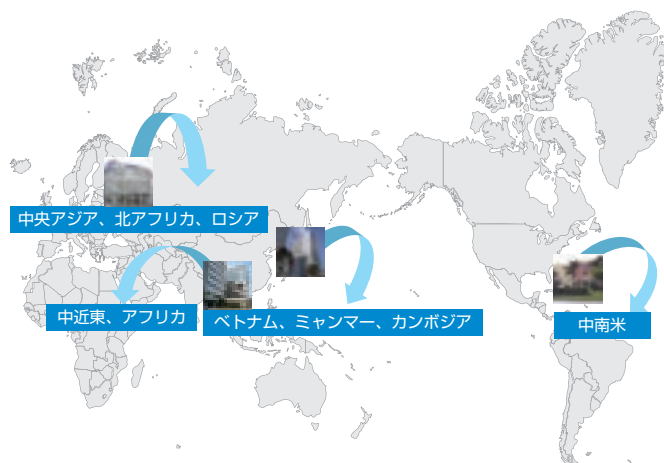 中央アジア、北アフリカ、ロシア
中近東、アフリカ
ベトナム、ミャンマー、カンボジア
中南米